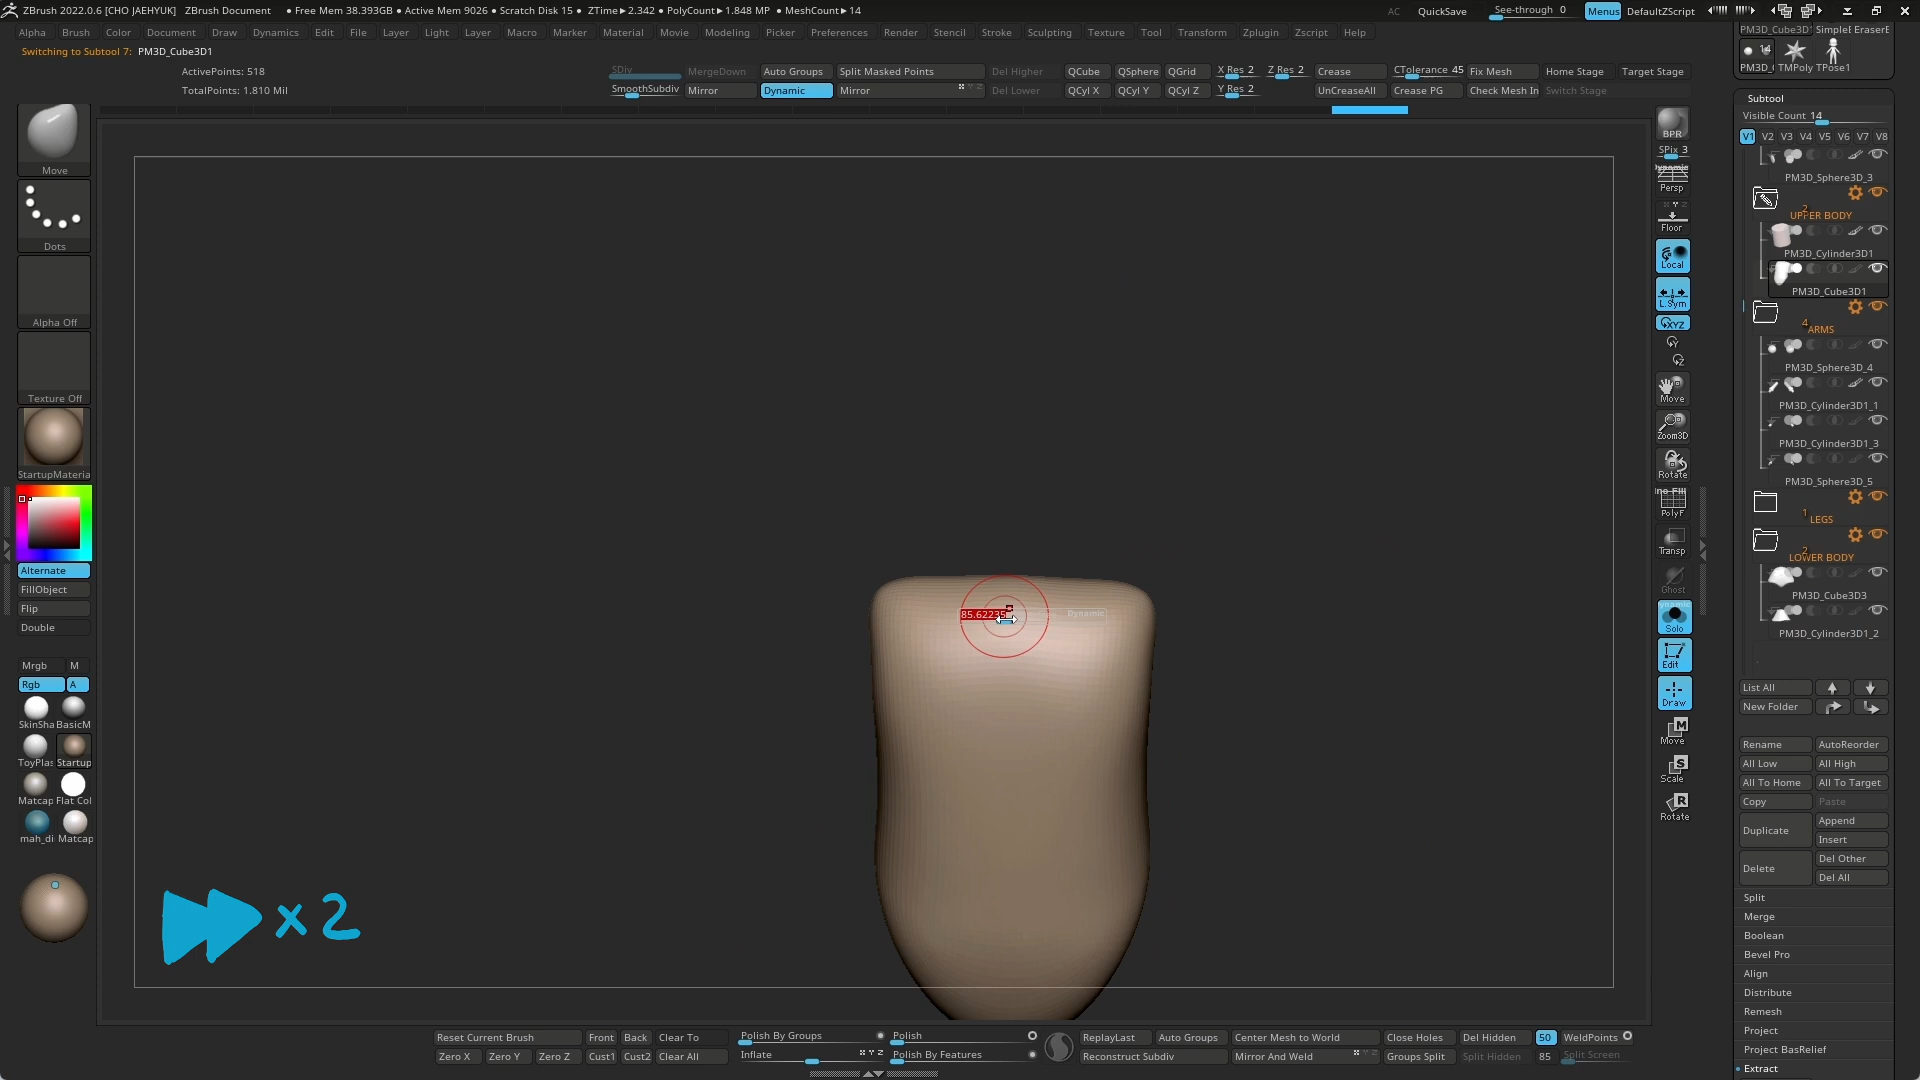 ZBrush 2022.0.6 [CHO JAEHYUK] ZBrush Document • Free Mem 38.393GB • Active Mem 9026 • Scratch Disk 15 • ZTime▸2.342 • PolyCount▸1.848 MP • MeshCount▸14 AC QuickSave See-through 0 Menus DefaultZScript
Alpha Brush Color Document Draw Dynamics Edit File Layer Light Layer Macro Marker Material Movie Modeling Picker Preferences Render Stencil Stroke Sculpting Texture Tool Transform Zplugin Zscript Help
Switching to Subtool 7: PM3D_Cube3D1
ActivePoints: 518
TotalPoints: 1.810 Mil
SDiv MergeDown Auto Groups Split Masked Points Del Higher QCube QSphere QGrid X Res 2 Z Res 2 Crease CTolerance 45 Fix Mesh Home Stage Target Stage
SmoothSubdiv Mirror Dynamic Mirror Del Lower QCyl X QCyl Y QCyl Z Y Res 2 UnCreaseAll Crease PG Check Mesh In Switch Stage
Move
Dots
Alpha Off
Texture Off
StartupMateria
Alternate
FillObject
Flip
Double
Mrgb M
Rgb A
SkinSha BasicM
ToyPlas Startup
Matcap Flat Col
mah_di Matcap
x 2
85.62235
Dynamic
BPR
SPix 3
Persp
Floor
Local
L.Sym
XYZ
Y
Z
Move
Zoom3D
Rotate
PolyF
Transp
Ghost
Solo
Edit
Draw
Move
Scale
Rotate
14
TMPoly TPose1
Subtool
Visible Count 14
V1 V2 V3 V4 V5 V6 V7 V8
PM3D_Sphere3D_3
2
UPPER BODY
PM3D_Cylinder3D1
PM3D_Cube3D1
4
ARMS
PM3D_Sphere3D_4
PM3D_Cylinder3D1_1
PM3D_Cylinder3D1_3
PM3D_Sphere3D_5
1
LEGS
2
LOWER BODY
PM3D_Cube3D3
PM3D_Cylinder3D1_2
List All
New Folder
Rename AutoReorder
All Low All High
All To Home All To Target
Copy Paste
Duplicate Append
Insert
Delete Del Other
Del All
Split
Merge
Boolean
Bevel Pro
Align
Distribute
Remesh
Project
Project BasRelief
Extract
Reset Current Brush Front Back Clear To Polish By Groups Polish ReplayLast Auto Groups Center Mesh to World Close Holes Del Hidden 50 WeldPoints
Zero X Zero Y Zero Z Cust1 Cust2 Clear All Inflate X Y Z Polish By Features Reconstruct Subdiv Mirror And Weld X Y Z Groups Split Split Hidden 85 Split Screen